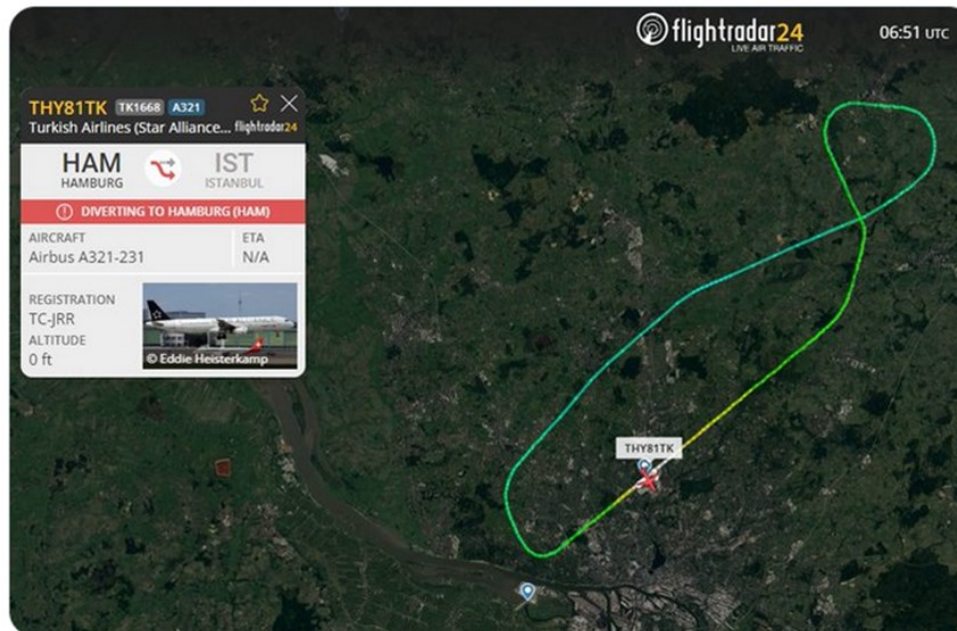 flightradar24
LIVE AIR TRAFFIC
06:51 UTC
THY81TK TK1668 A321
Turkish Airlines (Star Alliance... flightradar24
HAM IST
HAMBURG ISTANBUL
DIVERTING TO HAMBURG (HAM)
AIRCRAFT ETA
Airbus A321-231 N/A
REGISTRATION
TC-JRR
ALTITUDE
0 ft
© Eddie Heisterkamp
THY81TK